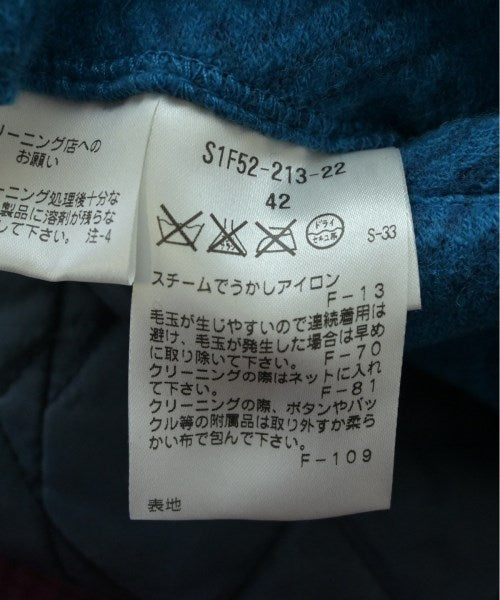 リーニング店への
お願い
リーニング処理後十分な
製品に溶剤が残らな
して下さい。 注-4
S1F52-213-22
42
ドライ
セキユ系
S-33
スチームでうかしアイロン
F-13
毛玉が生じやすいので連続着用は
避け、毛玉が発生した場合は早め
に取り除いて下さい。 F-70
クリーニングの際はネットに入れ
て下さい。 F-81
クリーニングの際、ボタンやバッ
クル等の附属品は取り外すか柔ら
かい布で包んで下さい。
F-109
表地